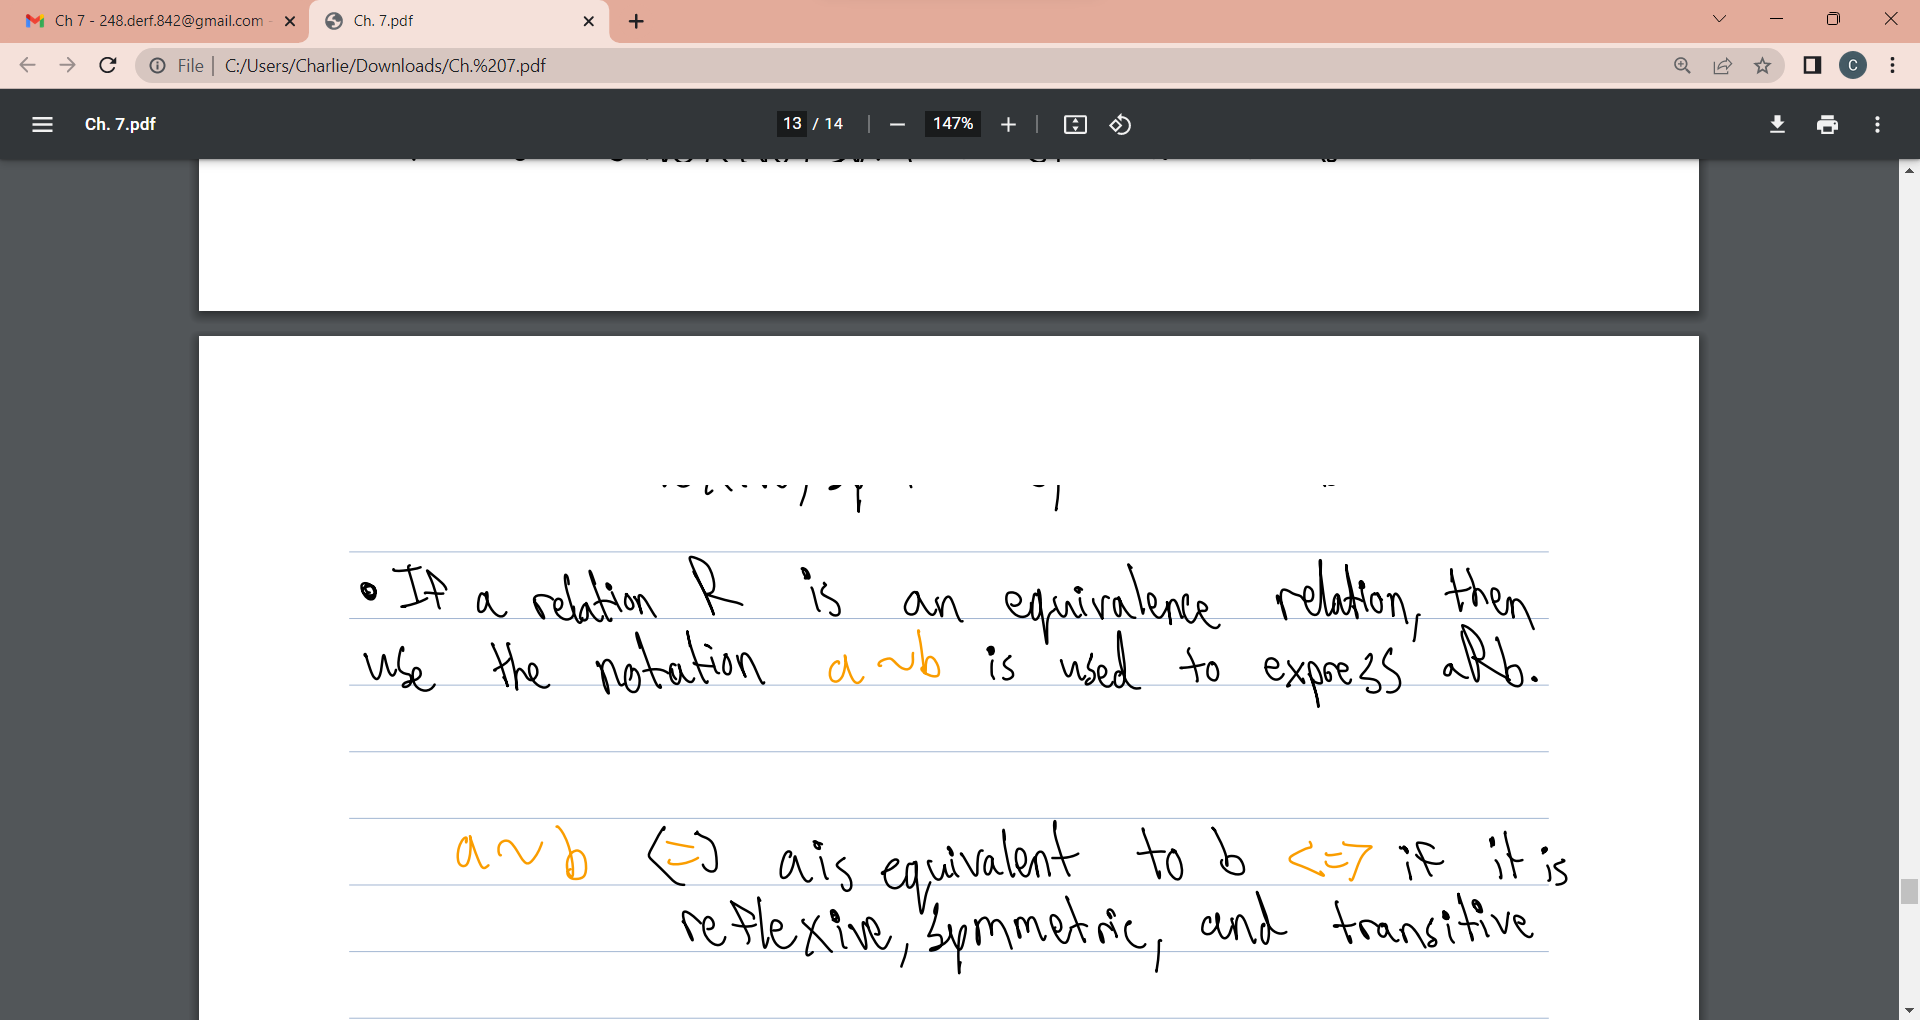 Ch 7 - 248.derf.842@gmail.com
Ch. 7.pdf
File | C:/Users/Charlie/Downloads/Ch.%207.pdf
C
Ch. 7.pdf
13 / 14
147%
• If a relation R is an equivalence relation, then
use the notation a ~ b is used to express aRb.
a ~ b <=> a is equivalent to b <=> if it is
reflexive, symmetric, and transitive